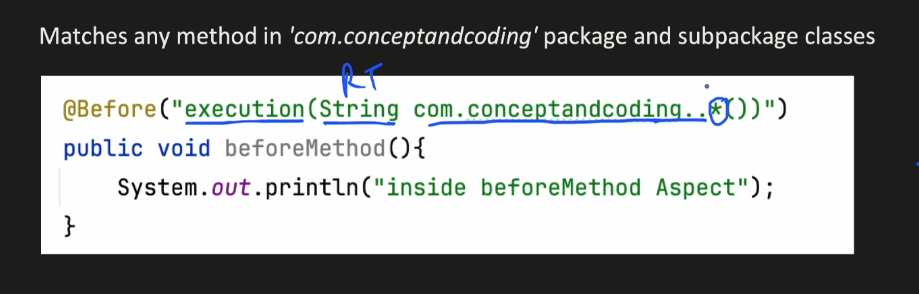 Matches any method in 'com.conceptandcoding' package and subpackage classes
RT
@Before("execution(String com.conceptandcoding..*())")
public void beforeMethod(){
System.out.println("inside beforeMethod Aspect");
}